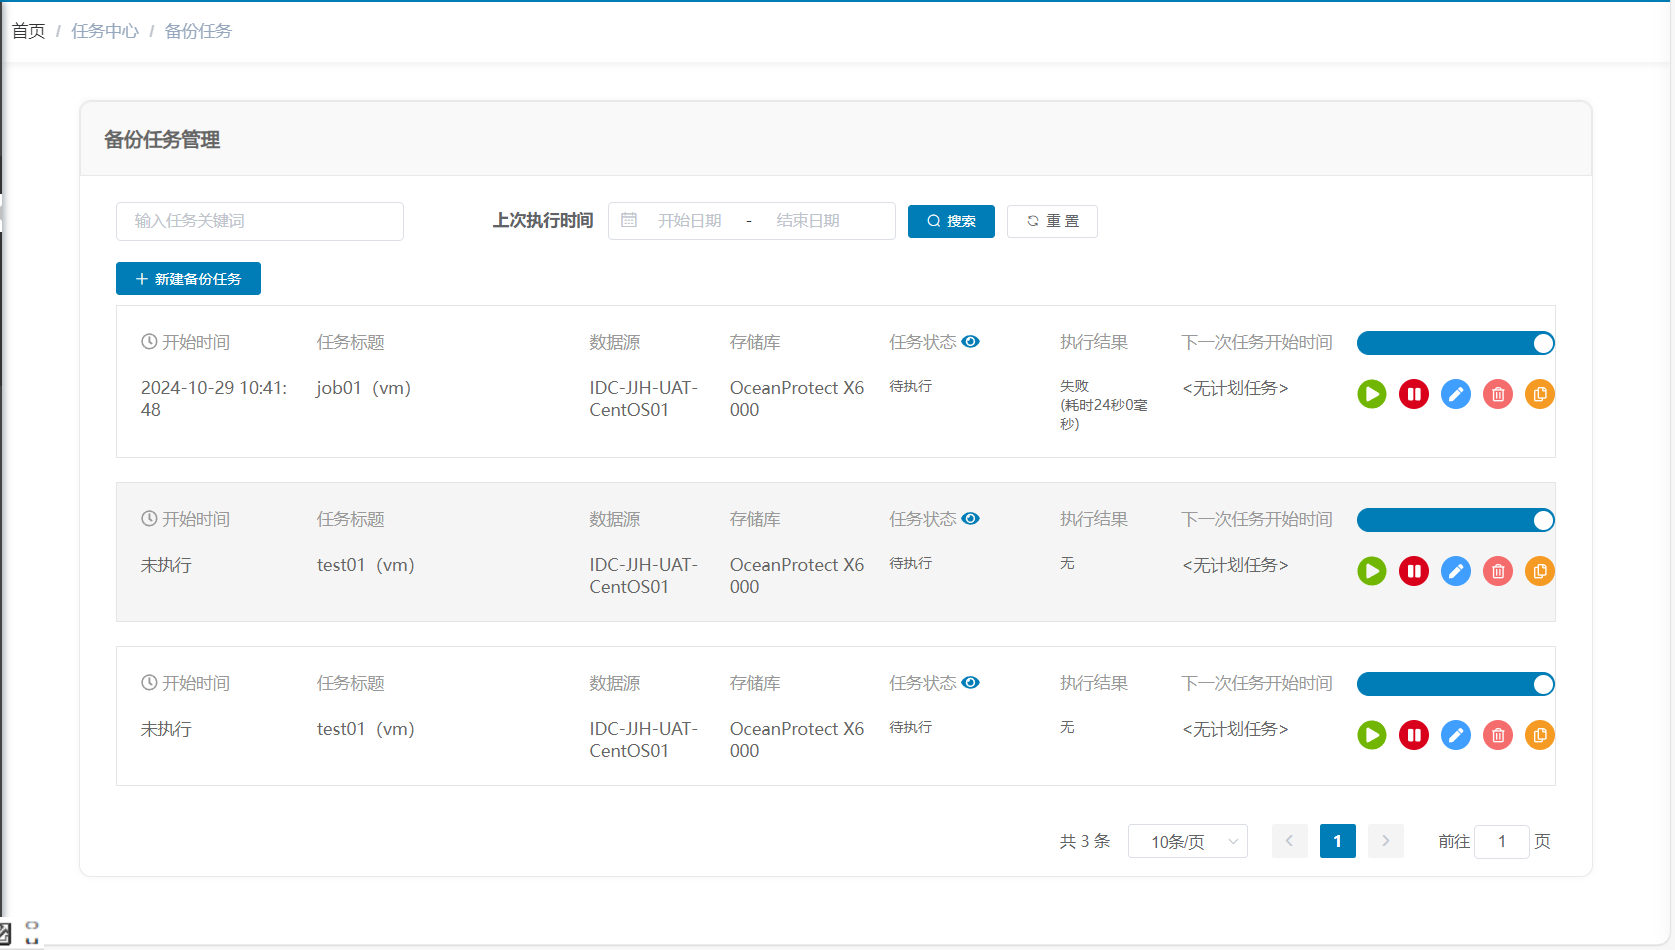 首页 / 任务中心 / 备份任务
备份任务管理
输入任务关键词 上次执行时间 开始日期 - 结束日期 搜索 重 置
新建备份任务
开始时间 任务标题 数据源 存储库 任务状态 执行结果 下一次任务开始时间
2024-10-29 10:41: job01（vm） IDC-JJH-UAT- OceanProtect X6 待执行 失败 <无计划任务>
48 CentOS01 000 (耗时24秒0毫
秒)
开始时间 任务标题 数据源 存储库 任务状态 执行结果 下一次任务开始时间
未执行 test01（vm） IDC-JJH-UAT- OceanProtect X6 待执行 无 <无计划任务>
CentOS01 000
开始时间 任务标题 数据源 存储库 任务状态 执行结果 下一次任务开始时间
未执行 test01（vm） IDC-JJH-UAT- OceanProtect X6 待执行 无 <无计划任务>
CentOS01 000
共 3 条 10条/页 1 前往 1 页